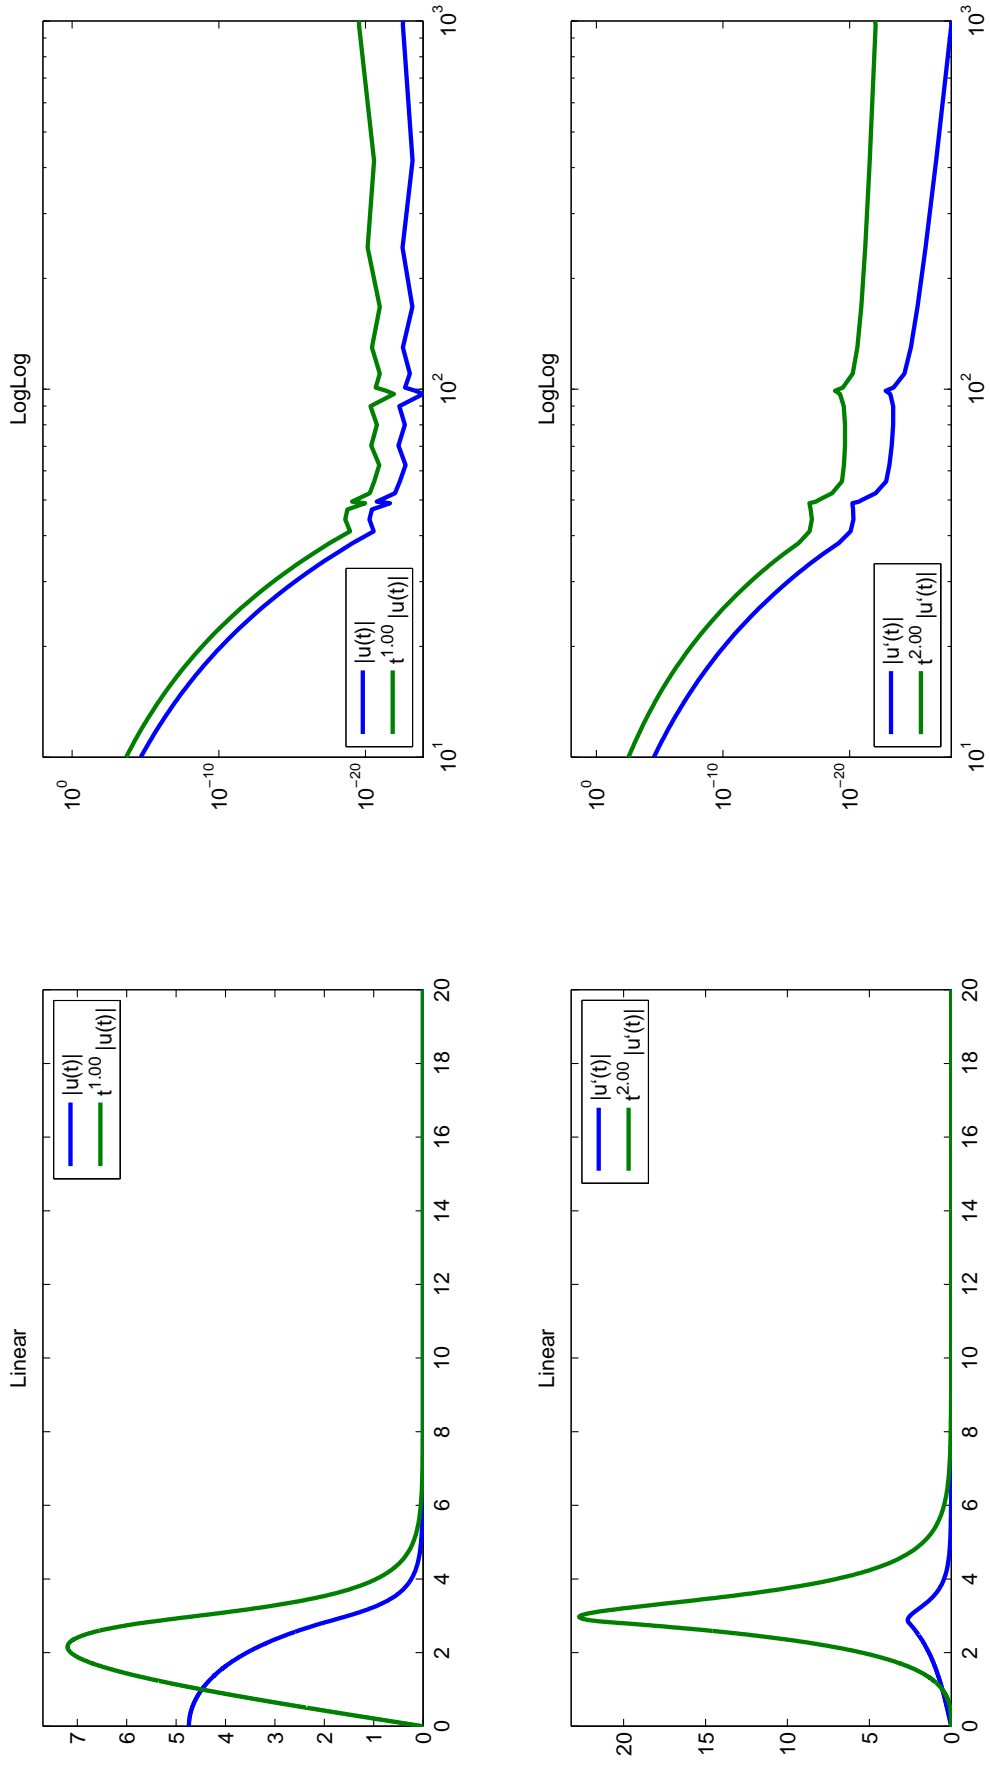 Linear
7
6
5
4
3
2
1
0
0 2 4 6 8 10 12 14 16 18 20
|u(t)|
t^1.00 |u(t)|
LogLog
10^0
10^−10
10^−20
10^1 10^2 10^3
|u(t)|
t^1.00 |u(t)|
Linear
20
15
10
5
0
0 2 4 6 8 10 12 14 16 18 20
|u‘(t)|
t^2.00 |u‘(t)|
LogLog
10^0
10^−10
10^−20
10^1 10^2 10^3
|u‘(t)|
t^2.00 |u‘(t)|